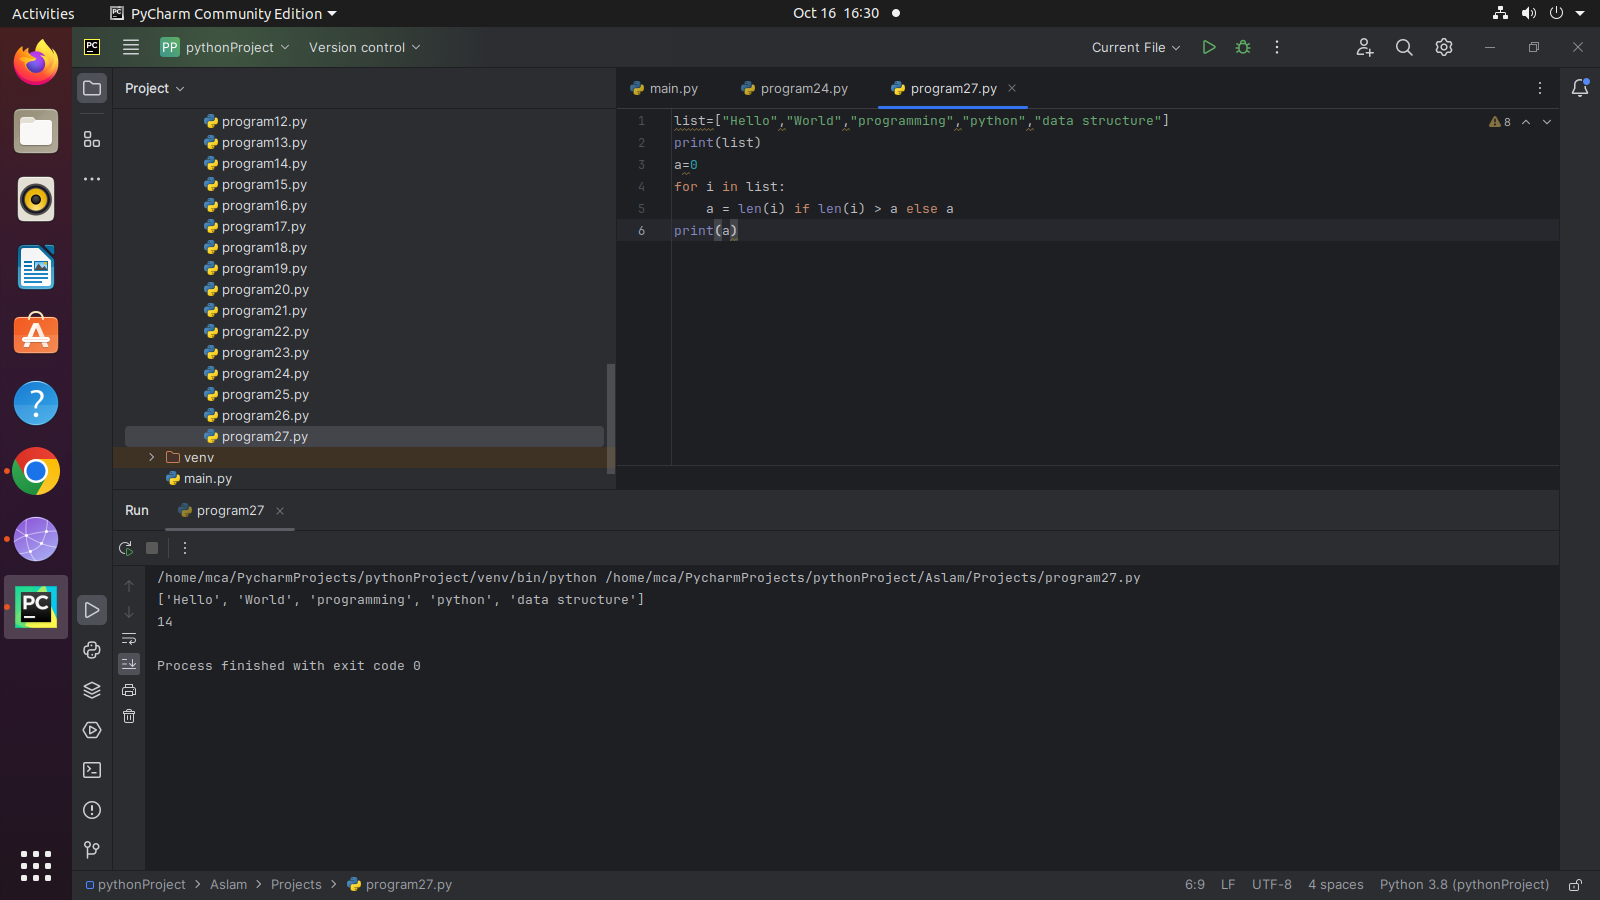 Activities
PyCharm Community Edition
Oct 16 16:30
PC
PP pythonProject
Version control
Current File
Project
main.py
program24.py
program27.py
program12.py
program13.py
program14.py
program15.py
program16.py
program17.py
program18.py
program19.py
program20.py
program21.py
program22.py
program23.py
program24.py
program25.py
program26.py
program27.py
venv
main.py
1 list=["Hello","World","programming","python","data structure"]
2 print(list)
3 a=0
4 for i in list:
5 a = len(i) if len(i) > a else a
6 print(a)
8
Run
program27
/home/mca/PycharmProjects/pythonProject/venv/bin/python /home/mca/PycharmProjects/pythonProject/Aslam/Projects/program27.py
['Hello', 'World', 'programming', 'python', 'data structure']
14
Process finished with exit code 0
PC
pythonProject > Aslam > Projects > program27.py
6:9 LF UTF-8 4 spaces Python 3.8 (pythonProject)